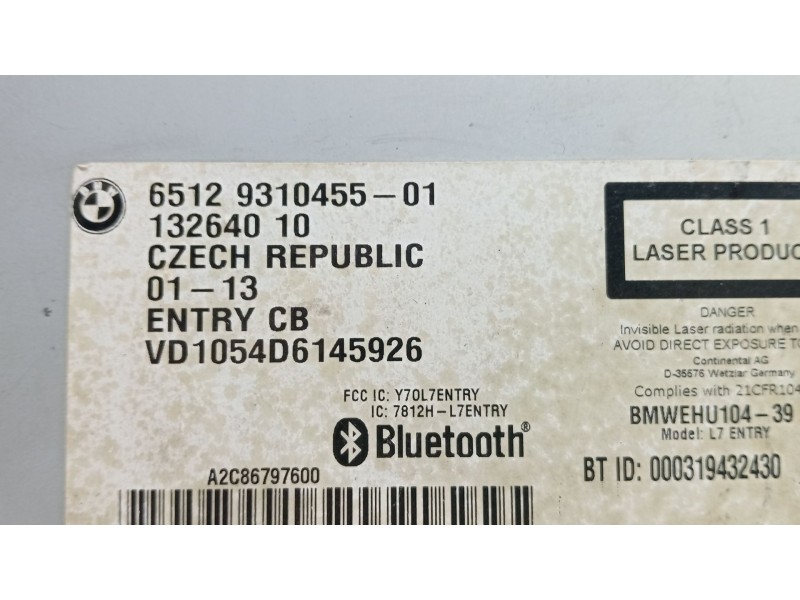 BMW
6512 9310455-01
132640 10
CZECH REPUBLIC
01-13
ENTRY CB
VD1054D6145926
CLASS 1
LASER PRODUC
DANGER
Invisible Laser radiation when
AVOID DIRECT EXPOSURE TO
Continental AG
D-35576 Wetzlar Germany
Complies with 21CFR104
FCC IC: Y7OL7ENTRY
IC: 7812H-L7ENTRY
Bluetooth®
BMWEHU104-39
Model: L7 ENTRY
BT ID: 000319432430
A2C86797600